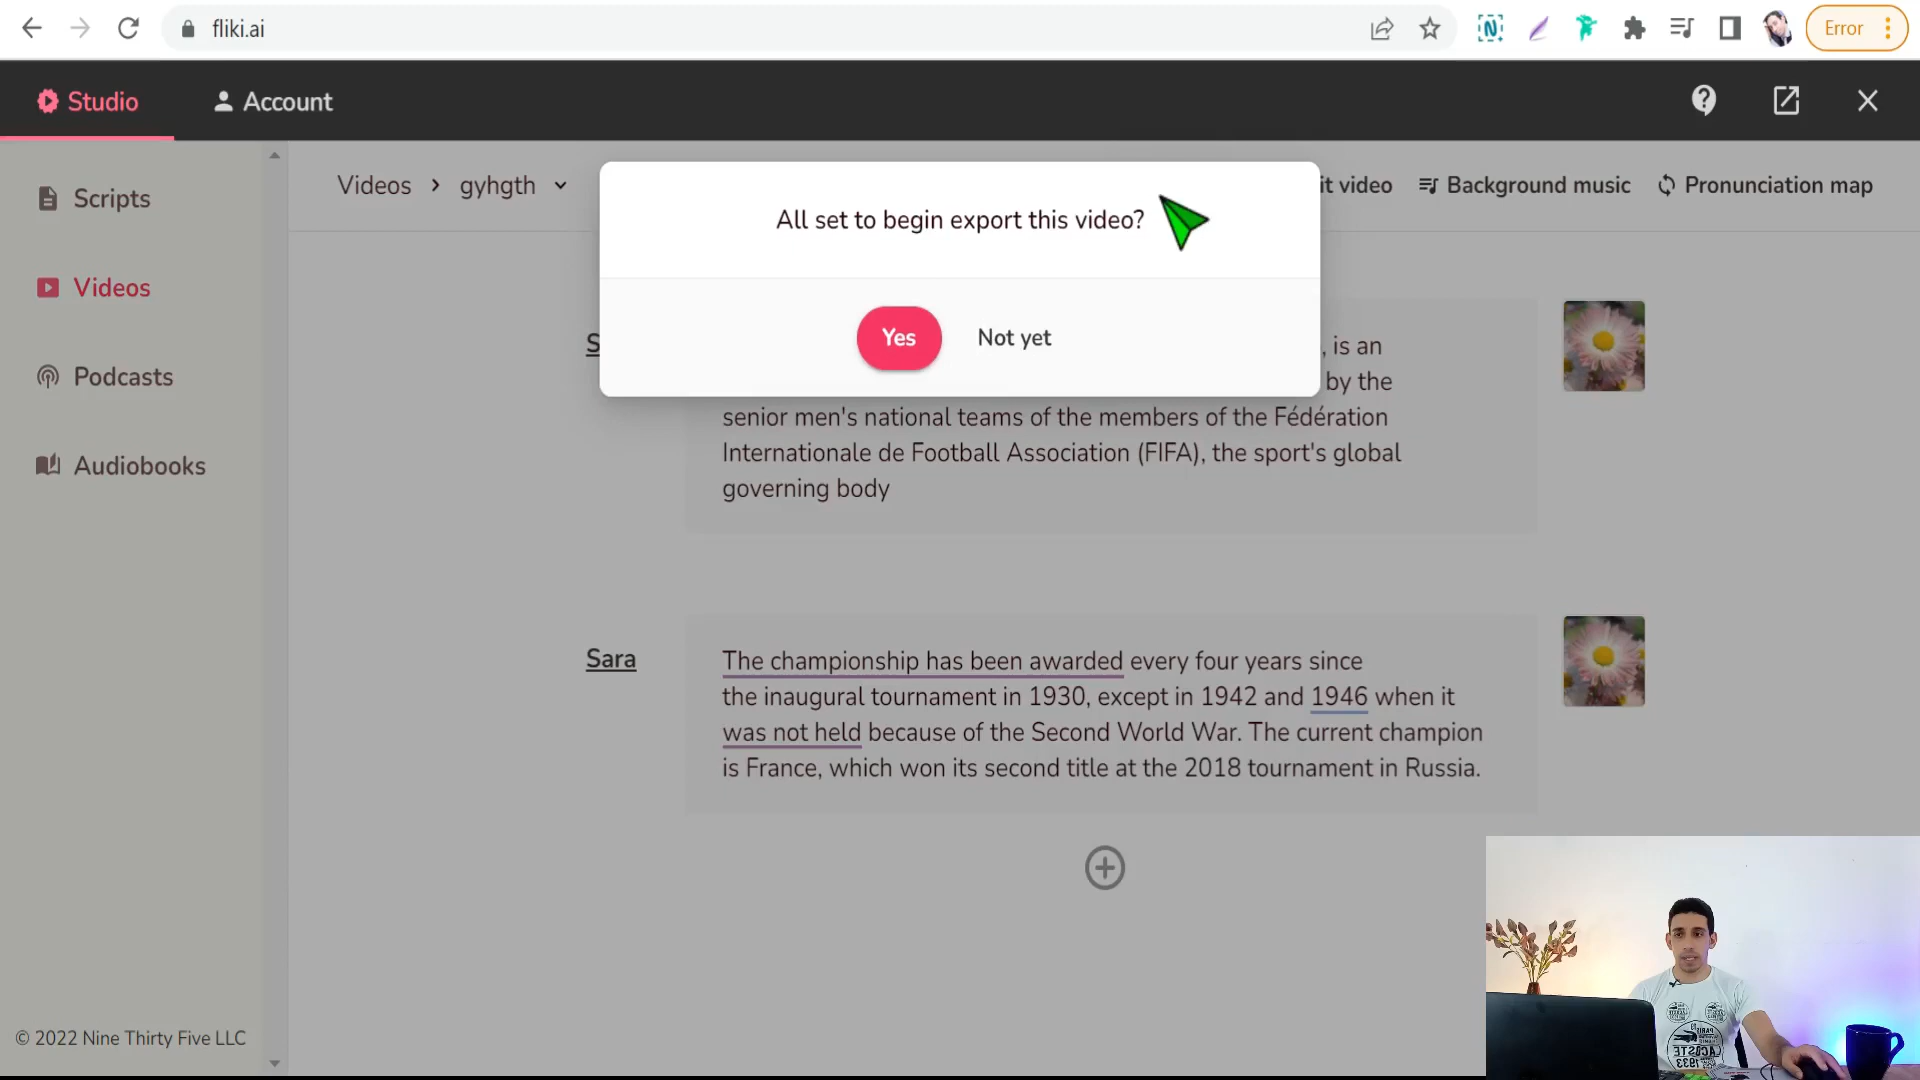 fliki.ai
Error
Studio
Account
Scripts
Videos
Podcasts
Audiobooks
© 2022 Nine Thirty Five LLC
Videos > gyhgth
it video
Background music
Pronunciation map
All set to begin export this video?
Yes
Not yet
S
, is an
by the
senior men's national teams of the members of the Fédération
Internationale de Football Association (FIFA), the sport's global
governing body
Sara
The championship has been awarded every four years since
the inaugural tournament in 1930, except in 1942 and 1946 when it
was not held because of the Second World War. The current champion
is France, which won its second title at the 2018 tournament in Russia.